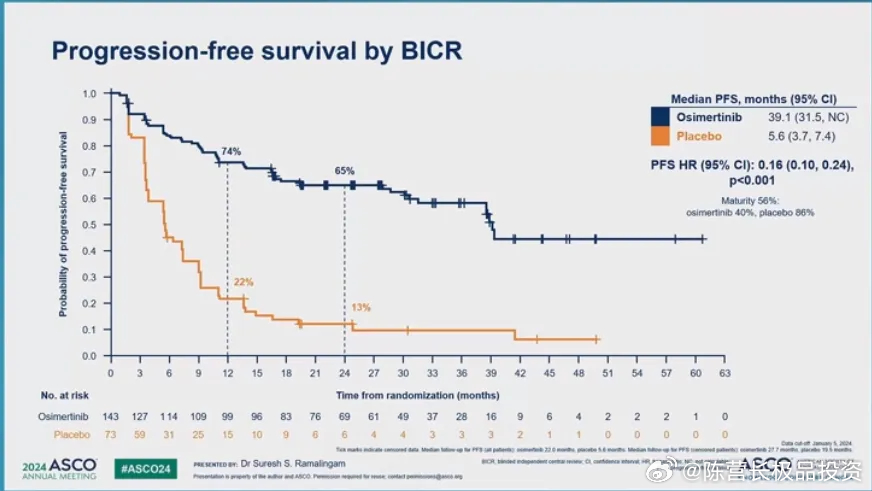 Progression-free survival by BICR
Median PFS, months (95% CI)
Osimertinib 39.1 (31.5, NC)
Placebo 5.6 (3.7, 7.4)
PFS HR (95% CI): 0.16 (0.10, 0.24),
p<0.001
Maturity 56%:
osimertinib 40%, placebo 86%
Probability of progression-free survival
1.0
0.9
0.8
0.7
0.6
0.5
0.4
0.3
0.2
0.1
0.0
74%
65%
22%
13%
0 3 6 9 12 15 18 21 24 27 30 33 36 39 42 45 48 51 54 57 60 63
No. at risk
Time from randomization (months)
Osimertinib 143 127 114 109 99 96 83 76 69 61 49 37 28 16 9 6 4 2 2 2 1 0
Placebo 73 59 31 25 15 10 9 6 6 4 3 3 3 3 2 1 1 0 0 0 0 0
Data cut-off: January 5, 2024.
Tick marks indicate censored data. Median follow-up for PFS (all patients): osimertinib 22.0 months, placebo 5.6 months. Median follow-up for PFS (censored patients): osimertinib 27.7 months, placebo 19.5 months.
BICR, blinded independent central review; CI, confidence interval; HR,
2024 ASCO
ANNUAL MEETING
#ASCO24
PRESENTED BY: Dr Suresh S. Ramalingam
Presentation is property of the author and ASCO. Permission required for reuse; contact permissions@asco.org
ASCO
@陈营长极品投资